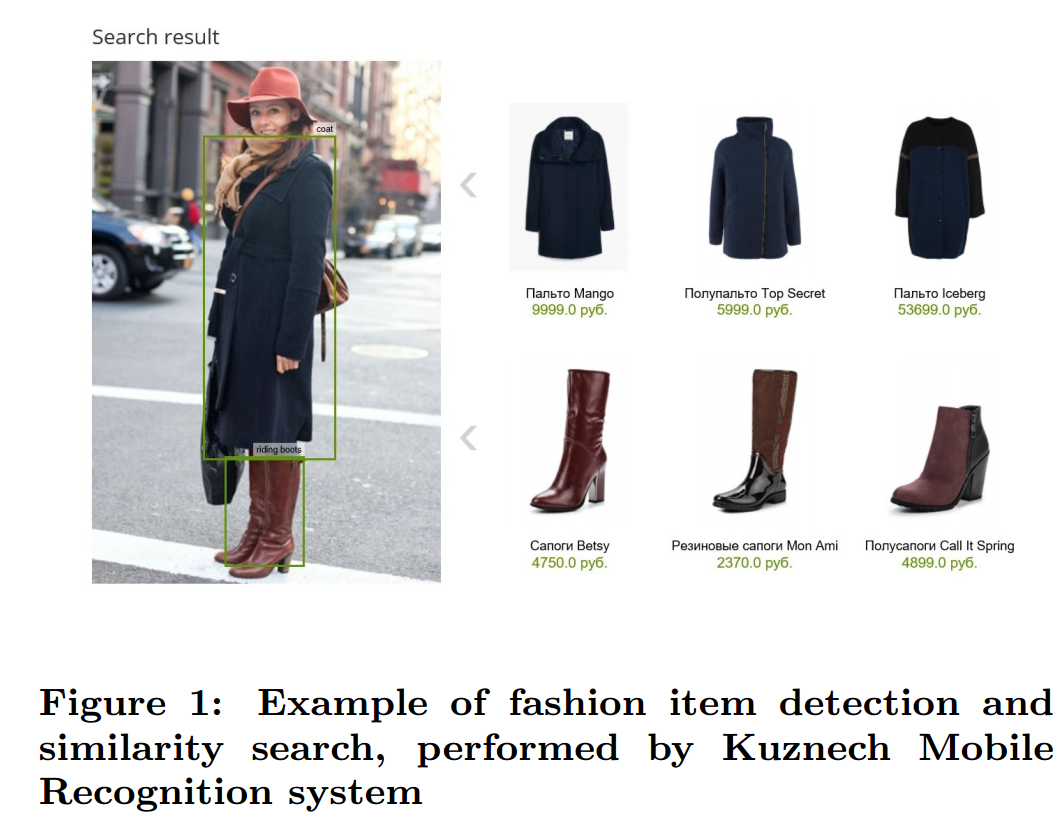 Search result
coat
riding boots
Пальто Mango
9999.0 руб.
Полупальто Top Secret
5999.0 руб.
Пальто Iceberg
53699.0 руб.
Сапоги Betsy
4750.0 руб.
Резиновые сапоги Mon Ami
2370.0 руб.
Полусапоги Call It Spring
4899.0 руб.
Figure 1: Example of fashion item detection and
similarity search, performed by Kuznech Mobile
Recognition system